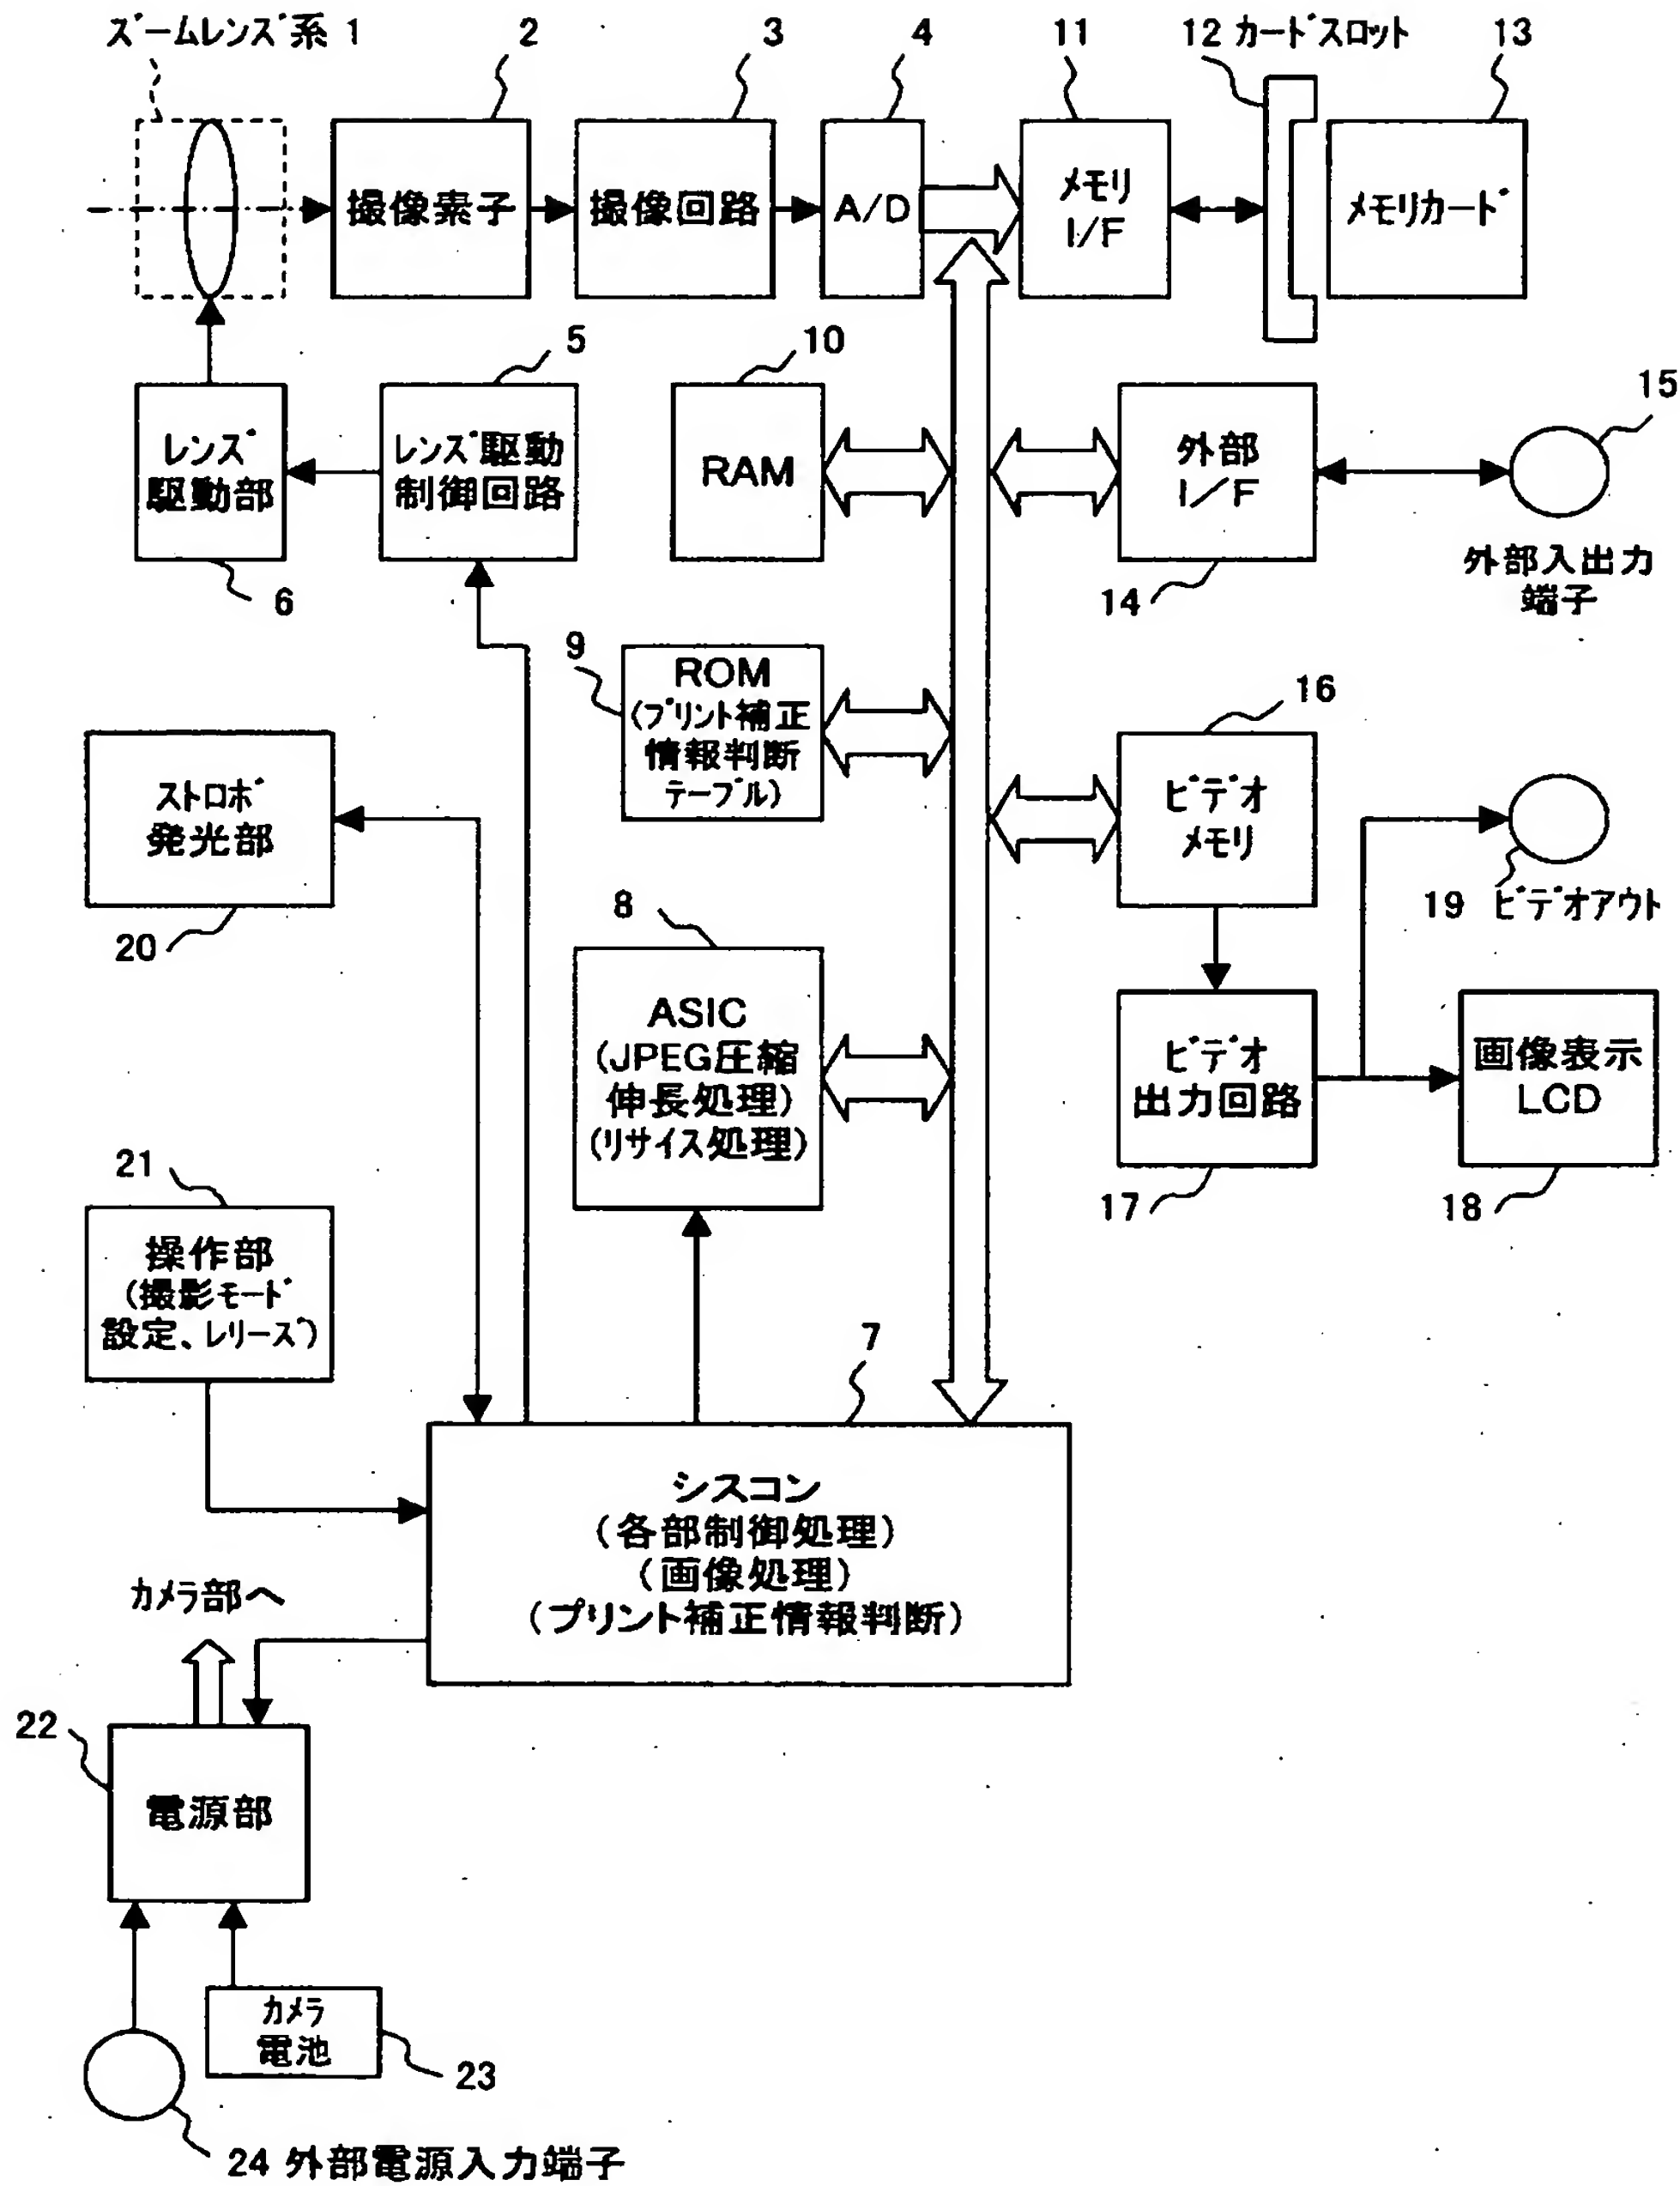 ズームレンズ系 1
2
3
4
11
12 カードスロット
13
撮像素子
撮像回路
A/D
メモリ
I/F
メモリカード
5
10
15
レンズ
駆動部
レンズ駆動
制御回路
RAM
外部
I/F
外部入出力
端子
6
14
9
ROM
(プリント補正
情報判断
テーブル)
16
ストロボ
発光部
ビデオ
メモリ
20
8
19 ビデオアウト
ASIC
(JPEG圧縮
伸長処理)
(リサイス処理)
ビデオ
出力回路
画像表示
LCD
21
17
18
操作部
(撮影モード
設定、レリーズ)
7
シスコン
(各部制御処理)
(画像処理)
(プリント補正情報判断)
カメラ部へ
22
電源部
カメラ
電池
23
24 外部電源入力端子